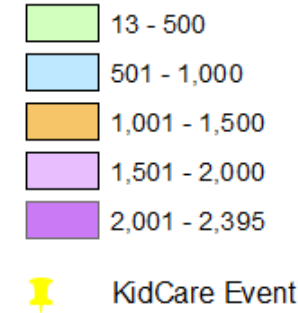 13 - 500
501 - 1,000
1,001 - 1,500
1,501 - 2,000
2,001 - 2,395
KidCare Event